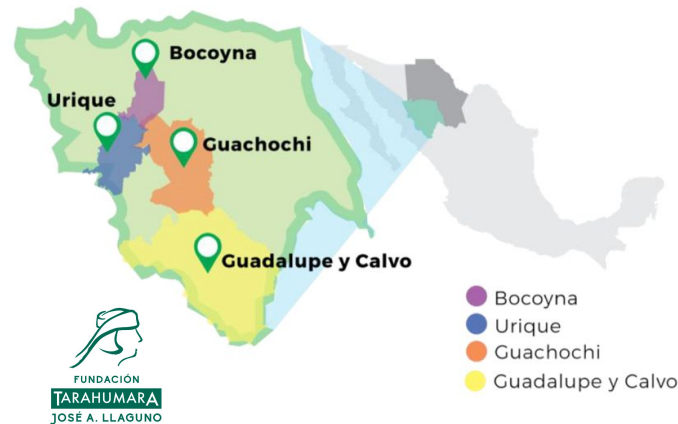 Bocoyna
Urique
Guachochi
Guadalupe y Calvo
Bocoyna
Urique
Guachochi
Guadalupe y Calvo
FUNDACIÓN
TARAHUMARA
JOSÉ A. LLAGUNO